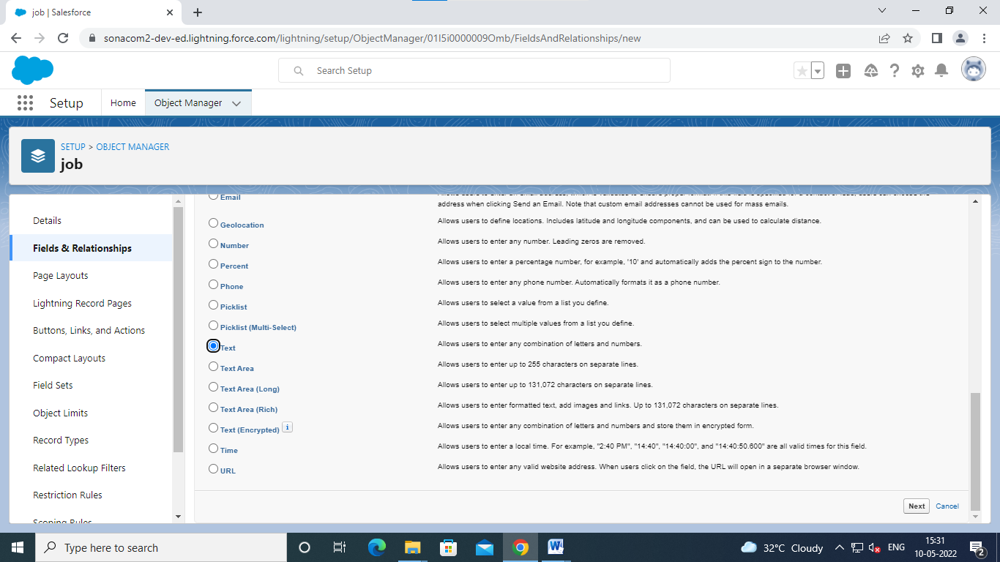 job | Salesforce
sonacom2-dev-ed.lightning.force.com/lightning/setup/ObjectManager/01I5i0000009Omb/FieldsAndRelationships/new
Search Setup
Setup
Home
Object Manager
SETUP > OBJECT MANAGER
job
Details
Fields & Relationships
Page Layouts
Lightning Record Pages
Buttons, Links, and Actions
Compact Layouts
Field Sets
Object Limits
Record Types
Related Lookup Filters
Restriction Rules
Scoping Rules
Email
address when clicking Send an Email. Note that custom email addresses cannot be used for mass emails.
Geolocation Allows users to define locations. Includes latitude and longitude components, and can be used to calculate distance.
Number Allows users to enter any number. Leading zeros are removed.
Percent Allows users to enter a percentage number, for example, '10' and automatically adds the percent sign to the number.
Phone Allows users to enter any phone number. Automatically formats it as a phone number.
Picklist Allows users to select a value from a list you define.
Picklist (Multi-Select) Allows users to select multiple values from a list you define.
Text Allows users to enter any combination of letters and numbers.
Text Area Allows users to enter up to 255 characters on separate lines.
Text Area (Long) Allows users to enter up to 131,072 characters on separate lines.
Text Area (Rich) Allows users to enter formatted text, add images and links. Up to 131,072 characters on separate lines.
Text (Encrypted) i Allows users to enter any combination of letters and numbers and store them in encrypted form.
Time Allows users to enter a local time. For example, "2:40 PM", "14:40", "14:40:00", and "14:40:50.600" are all valid times for this field.
URL Allows users to enter any valid website address. When users click on the field, the URL will open in a separate browser window.
Next Cancel
Type here to search
32°C Cloudy
ENG
15:31
10-05-2022
2